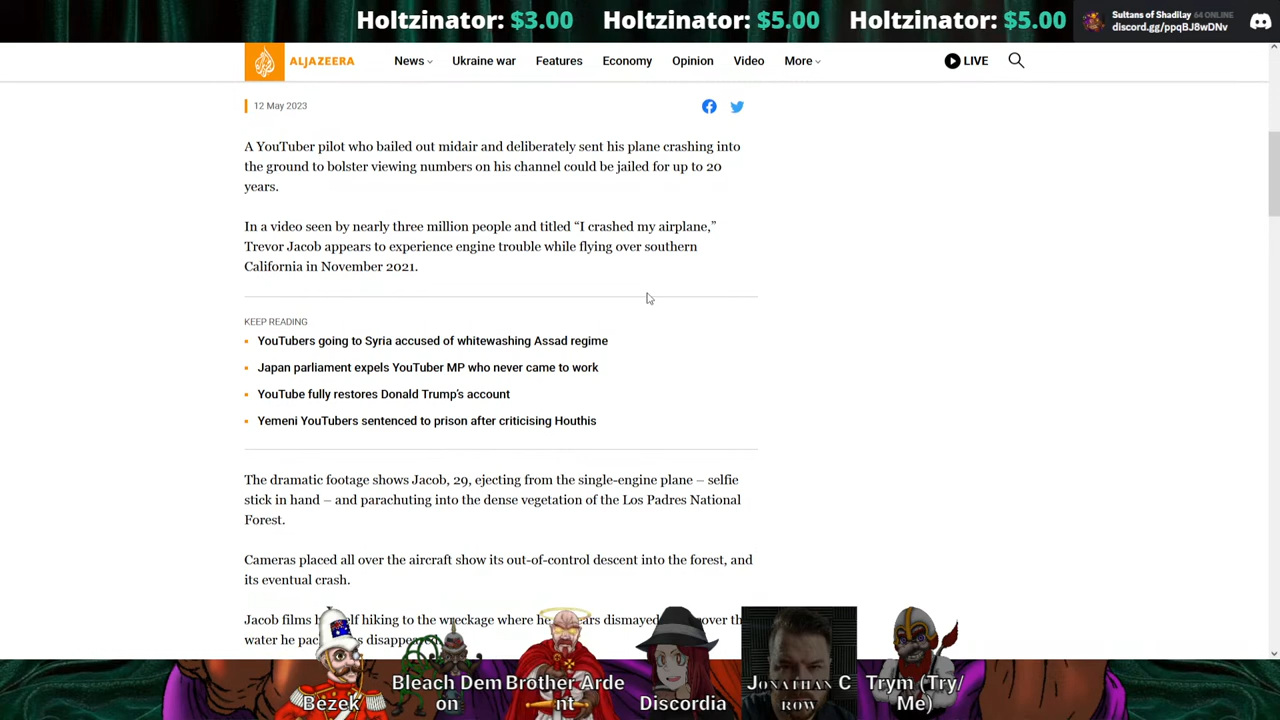 Holtzinator: $3.00 Holtzinator: $5.00 Holtzinator: $5.00
Sultans of Shadilay 64 ONLINE
discord.gg/ppqBJ8wDNv
ALJAZEERA News Ukraine war Features Economy Opinion Video More LIVE
12 May 2023
A YouTuber pilot who bailed out midair and deliberately sent his plane crashing into
the ground to bolster viewing numbers on his channel could be jailed for up to 20
years.
In a video seen by nearly three million people and titled “I crashed my airplane,”
Trevor Jacob appears to experience engine trouble while flying over southern
California in November 2021.
KEEP READING
YouTubers going to Syria accused of whitewashing Assad regime
Japan parliament expels YouTuber MP who never came to work
YouTube fully restores Donald Trump’s account
Yemeni YouTubers sentenced to prison after criticising Houthis
The dramatic footage shows Jacob, 29, ejecting from the single-engine plane – selfie
stick in hand – and parachuting into the dense vegetation of the Los Padres National
Forest.
Cameras placed all over the aircraft show its out-of-control descent into the forest, and
its eventual crash.
Jacob films hiking to the wreckage where he dismayed
water he
Bezek
Bleach Dem
on
Brother Arde
nt
Discordia
Jonathan C
row
Trym (Try/
Me)